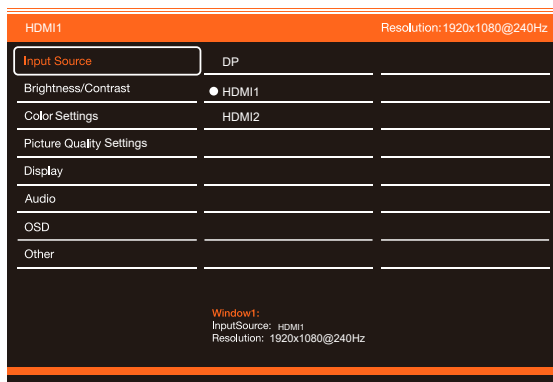 HDMI1 Resolution:1920x1080@240Hz
Input Source DP
Brightness/Contrast HDMI1
Color Settings HDMI2
Picture Quality Settings
Display
Audio
OSD
Other
Window1:
InputSource: HDMI1
Resolution: 1920x1080@240Hz